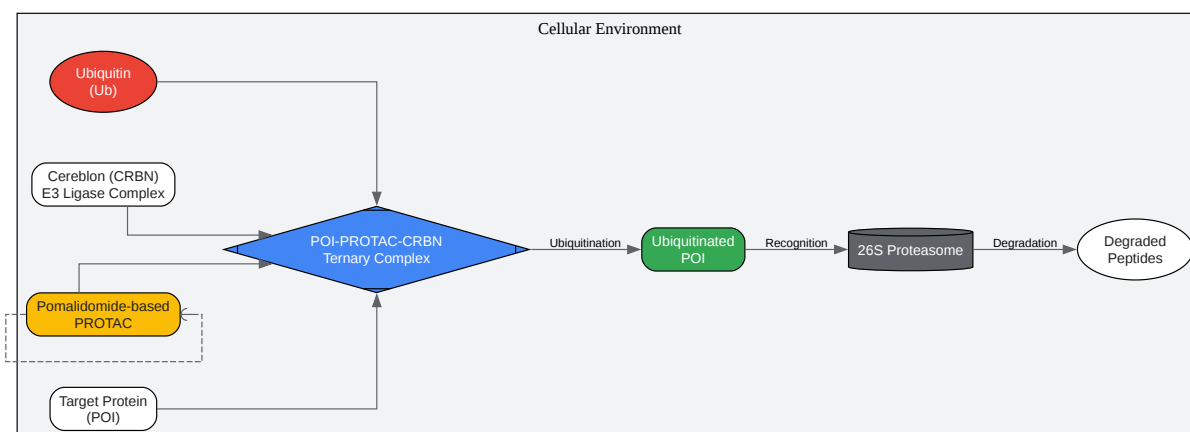 Cellular Environment
Ubiquitin
(Ub)
Cereblon (CRBN)
E3 Ligase Complex
Pomalidomide-based
PROTAC
Target Protein
(POI)
POI-PROTAC-CRBN
Ternary Complex
Ubiquitination
Ubiquitinated
POI
Recognition
26S Proteasome
Degradation
Degraded
Peptides